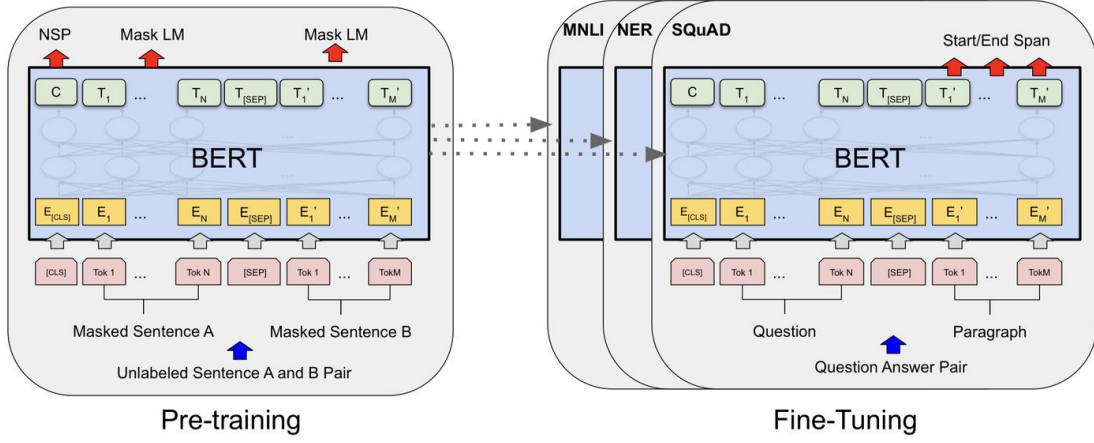 NSP Mask LM Mask LM
C T1 ... TN T[SEP] T1' ... TM'
BERT
E[CLS] E1 ... EN E[SEP] E1' ... EM'
[CLS] Tok 1 ... Tok N [SEP] Tok 1 ... TokM
Masked Sentence A Masked Sentence B
Unlabeled Sentence A and B Pair
Pre-training
MNLI NER SQuAD
Start/End Span
C T1 ... TN T[SEP] T1' ... TM'
BERT
E[CLS] E1 ... EN E[SEP] E1' ... EM'
[CLS] Tok 1 ... Tok N [SEP] Tok 1 ... TokM
Question Paragraph
Question Answer Pair
Fine-Tuning